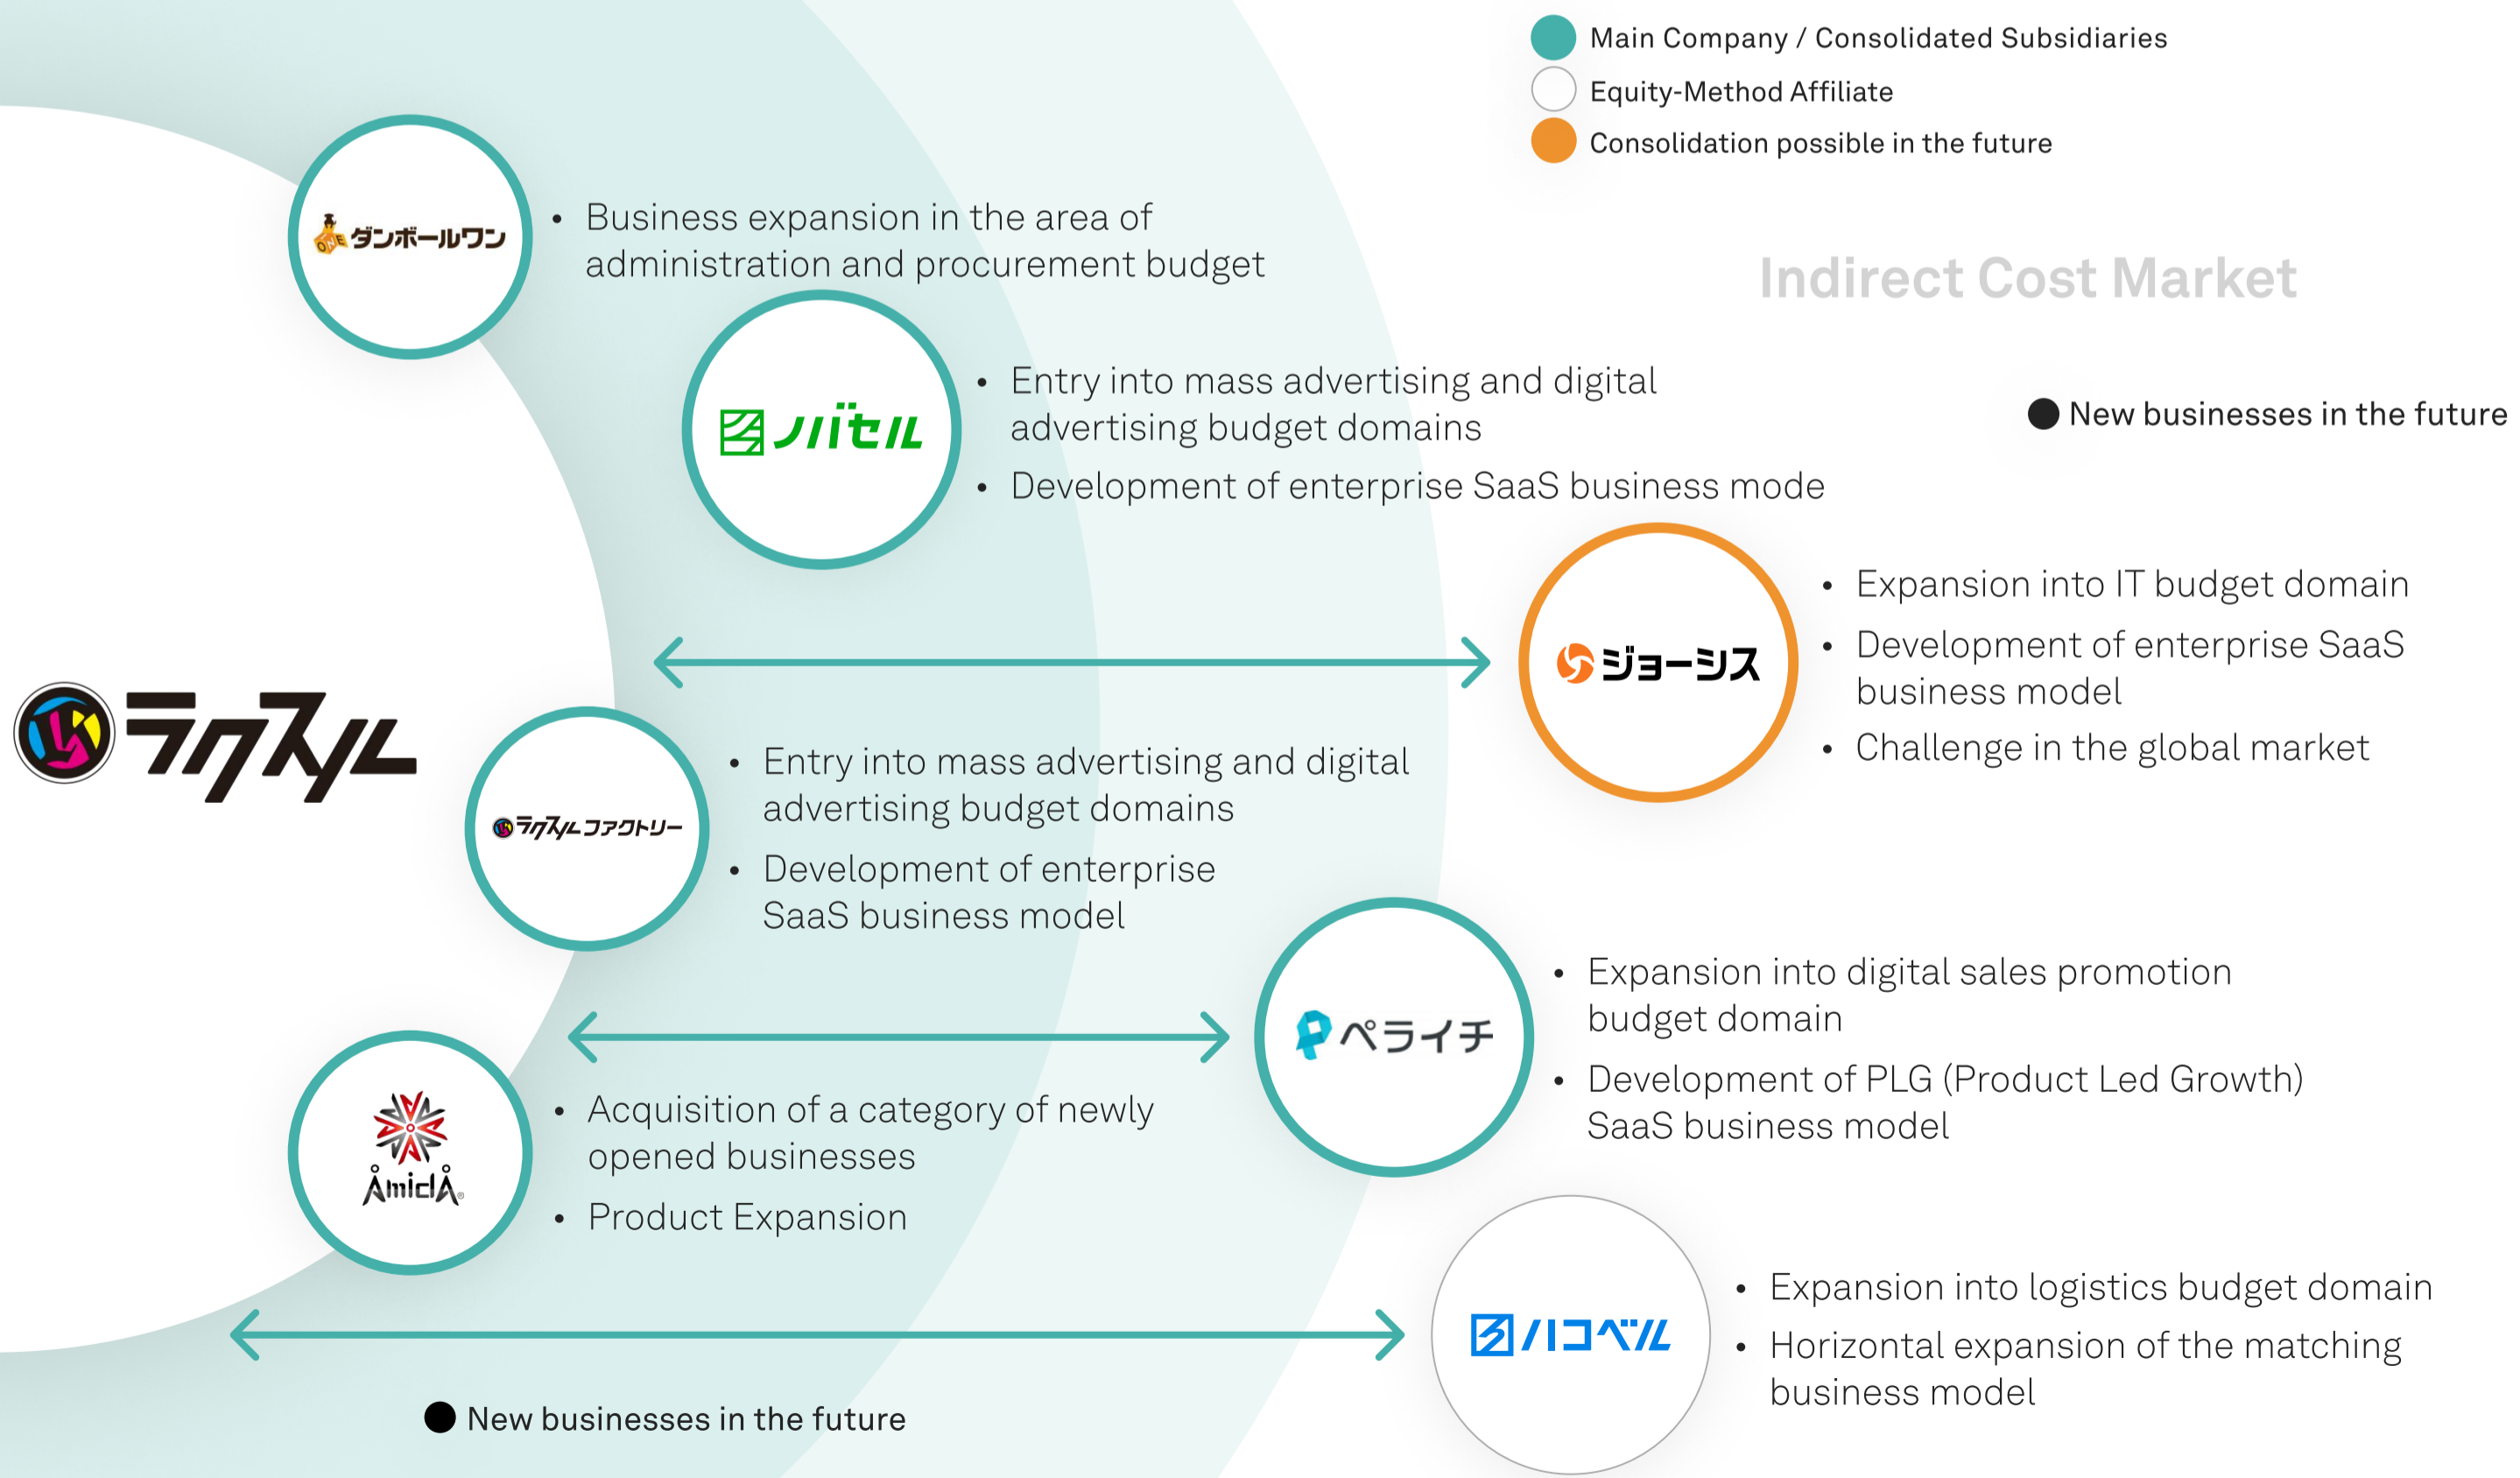 Main Company / Consolidated Subsidiaries
Equity-Method Affiliate
Consolidation possible in the future
ONE
ダンボールワン
• Business expansion in the area of
administration and procurement budget
Indirect Cost Market
ノバセル
• Entry into mass advertising and digital
advertising budget domains
• Development of enterprise SaaS business mode
New businesses in the future
ジョーシス
• Expansion into IT budget domain
• Development of enterprise SaaS
business model
• Challenge in the global market
ラクスル
ラクスルファクトリー
• Entry into mass advertising and digital
advertising budget domains
• Development of enterprise
SaaS business model
ペライチ
• Expansion into digital sales promotion
budget domain
• Development of PLG (Product Led Growth)
SaaS business model
ÅmiclÅ®
• Acquisition of a category of newly
opened businesses
• Product Expansion
ハコベル
• Expansion into logistics budget domain
• Horizontal expansion of the matching
business model
New businesses in the future